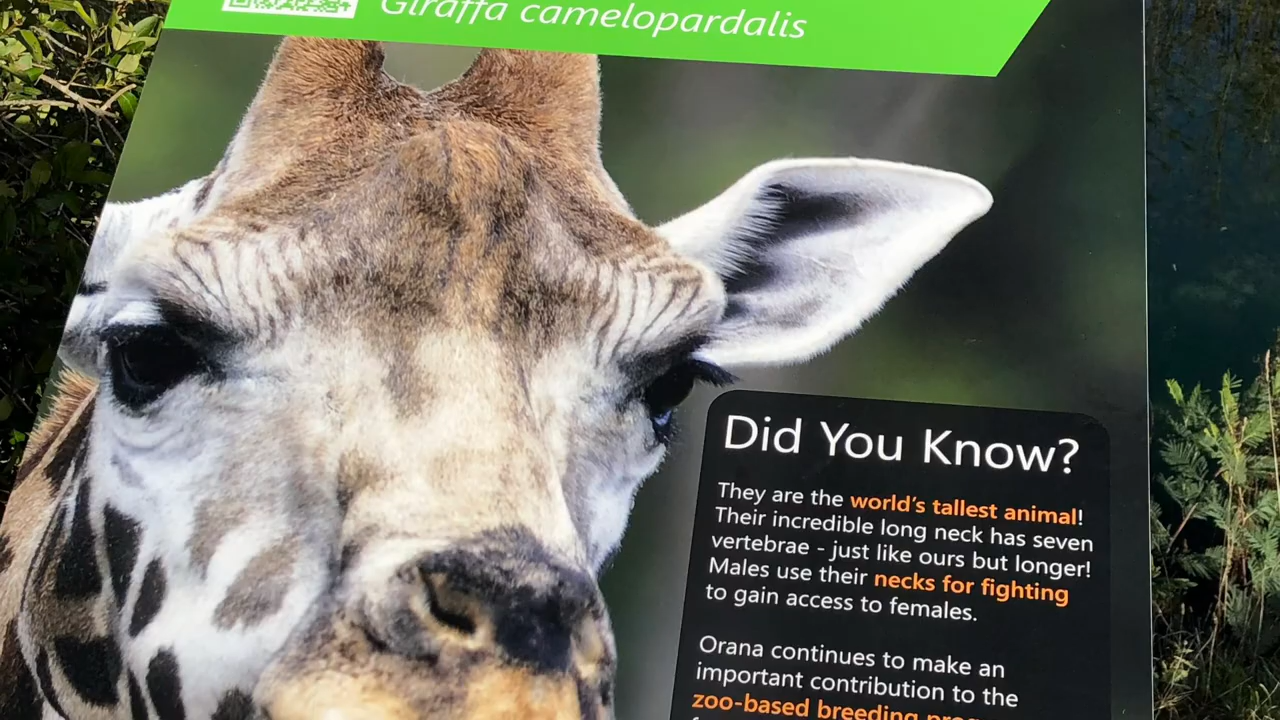 Giraffa camelopardalis
Did You Know?
They are the world's tallest animal!
Their incredible long neck has seven
vertebrae - just like ours but longer!
Males use their necks for fighting
to gain access to females.
Orana continues to make an
important contribution to the
zoo-based breeding